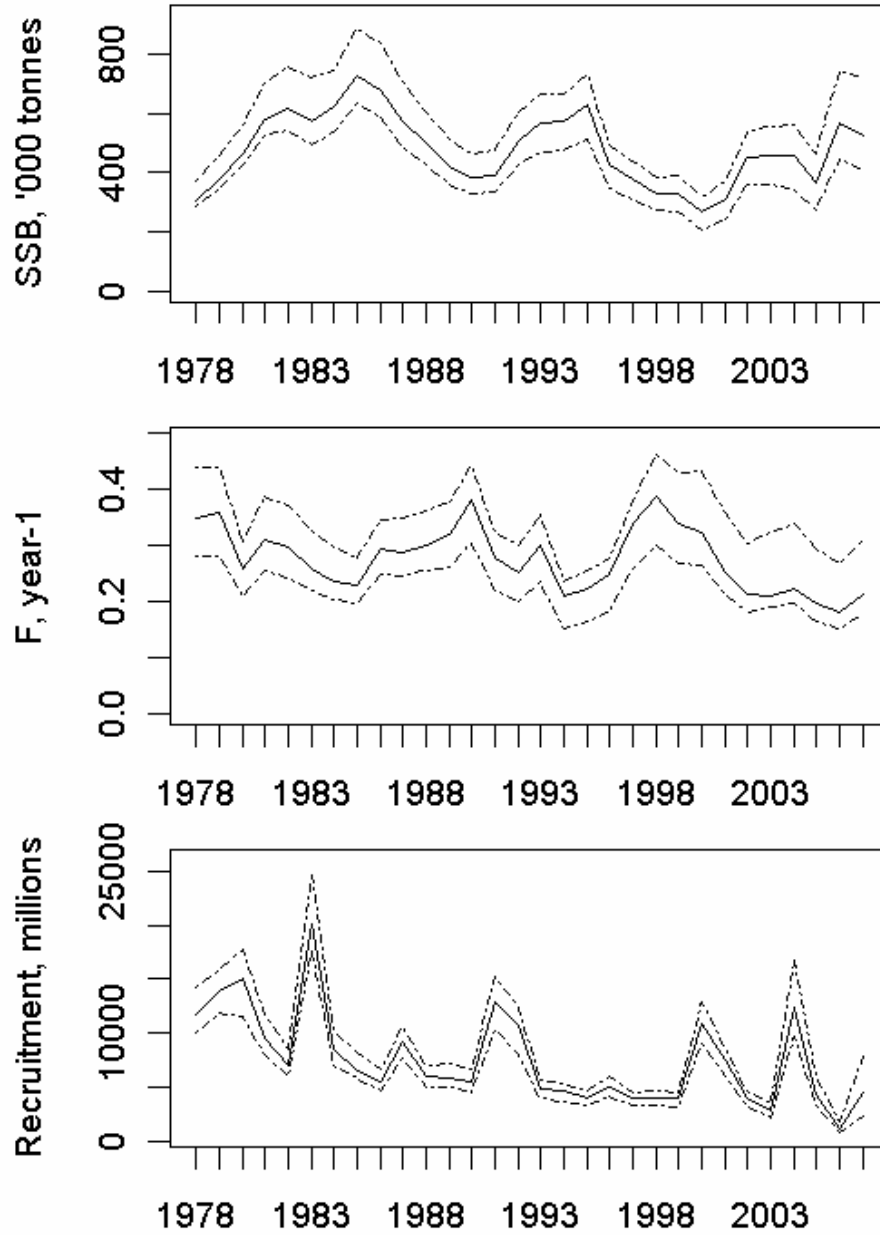 SSB, '000 tonnes
800
400
0
1978 1983 1988 1993 1998 2003
F, year-1
0.4
0.2
0.0
1978 1983 1988 1993 1998 2003
Recruitment, millions
25000
10000
0
1978 1983 1988 1993 1998 2003